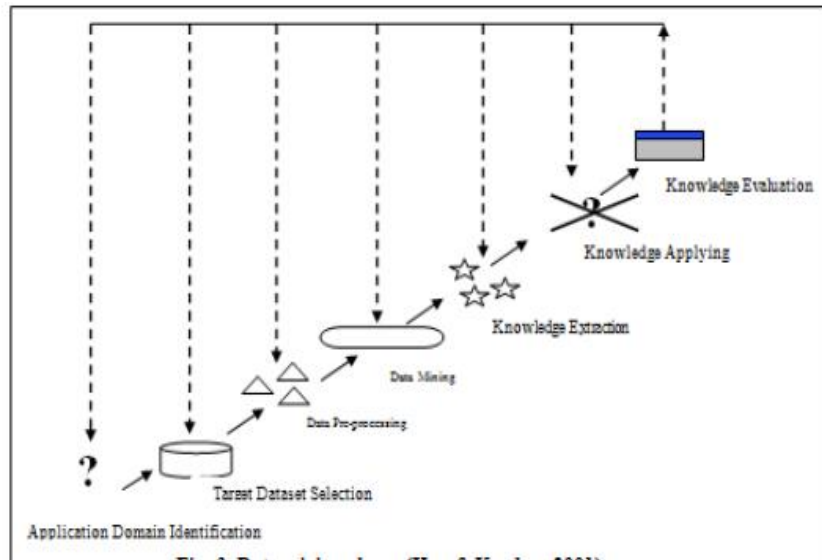 ?
Knowledge Evaluation
Knowledge Applying
Knowledge Extraction
Data Mining
Data Pre-processing
?
Target Dataset Selection
Application Domain Identification